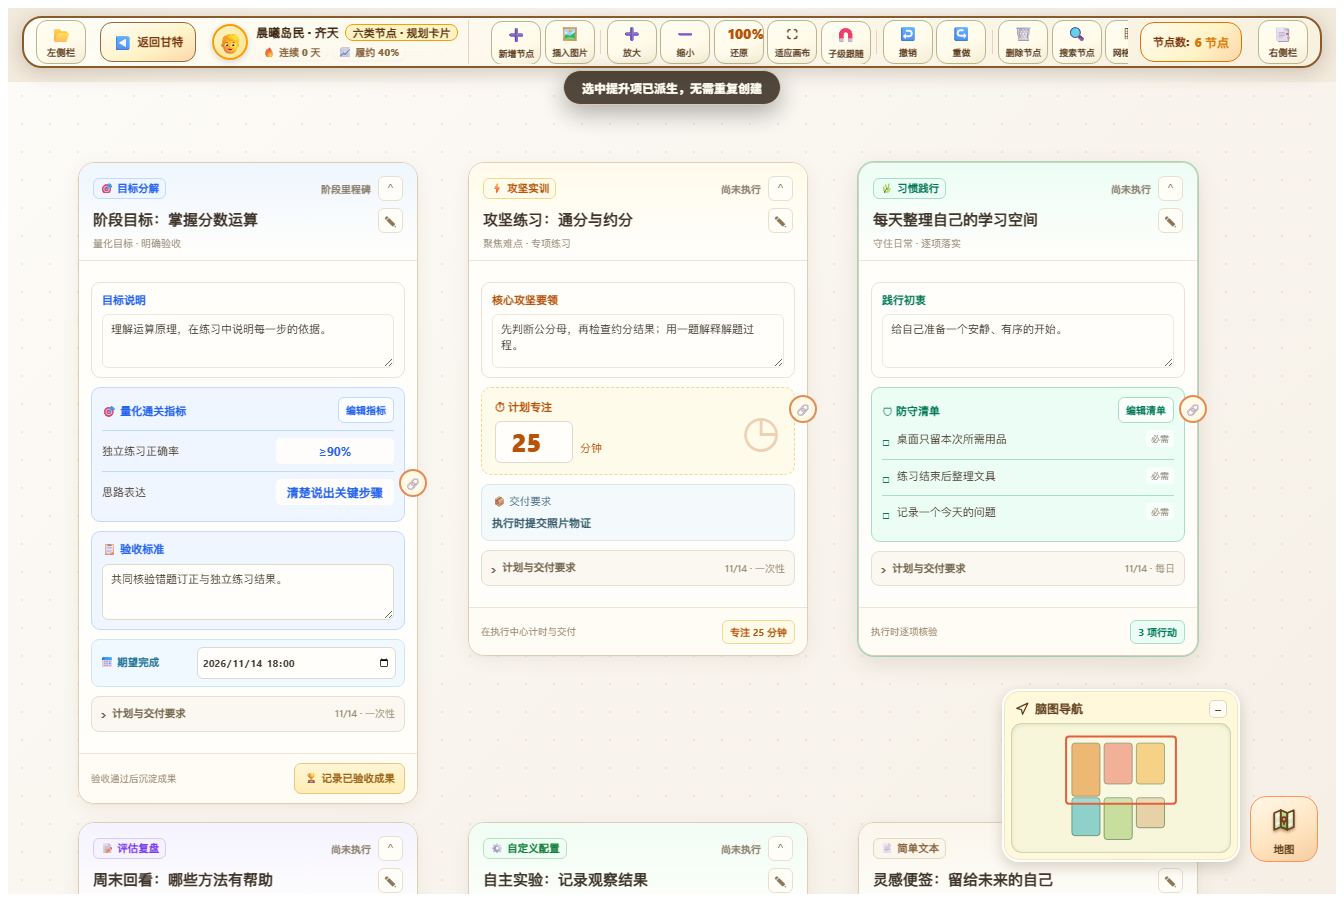 左侧栏
返回甘特
晨曦岛民 · 齐天
六类节点 · 规划卡片
连续 0 天
履约 40%
新增节点
插入图片
放大
缩小
100%
还原
适应画布
子级跟随
撤销
重做
删除节点
搜索节点
网格
节点数: 6 节点
右侧栏
选中提升项已派生，无需重复创建
目标分解
阶段里程碑
阶段目标：掌握分数运算
量化目标 · 明确验收
目标说明
理解运算原理，在练习中说明每一步的依据。
量化通关指标
编辑指标
独立练习正确率
≥90%
思路表达
清楚说出关键步骤
验收标准
共同核验错题订正与独立练习结果。
期望完成
2026/11/14 18:00
计划与交付要求
11/14 · 一次性
验收通过后沉淀成果
记录已验收成果
攻坚实训
尚未执行
攻坚练习：通分与约分
聚焦难点 · 专项练习
核心攻坚要领
先判断公分母，再检查约分结果；用一题解释解题过
程。
计划专注
25
分钟
交付要求
执行时提交照片物证
计划与交付要求
11/14 · 一次性
在执行中心计时与交付
专注 25 分钟
习惯践行
尚未执行
每天整理自己的学习空间
守住日常 · 逐项落实
践行初衷
给自己准备一个安静、有序的开始。
防守清单
编辑清单
桌面只留本次所需用品
必需
练习结束后整理文具
必需
记录一个今天的问题
必需
计划与交付要求
11/14 · 每日
执行时逐项核验
3 项行动
评估复盘
尚未执行
周末回看：哪些方法有帮助
自定义配置
尚未执行
自主实验：记录观察结果
简单文本
灵感便签：留给未来的自己
脑图导航
地图